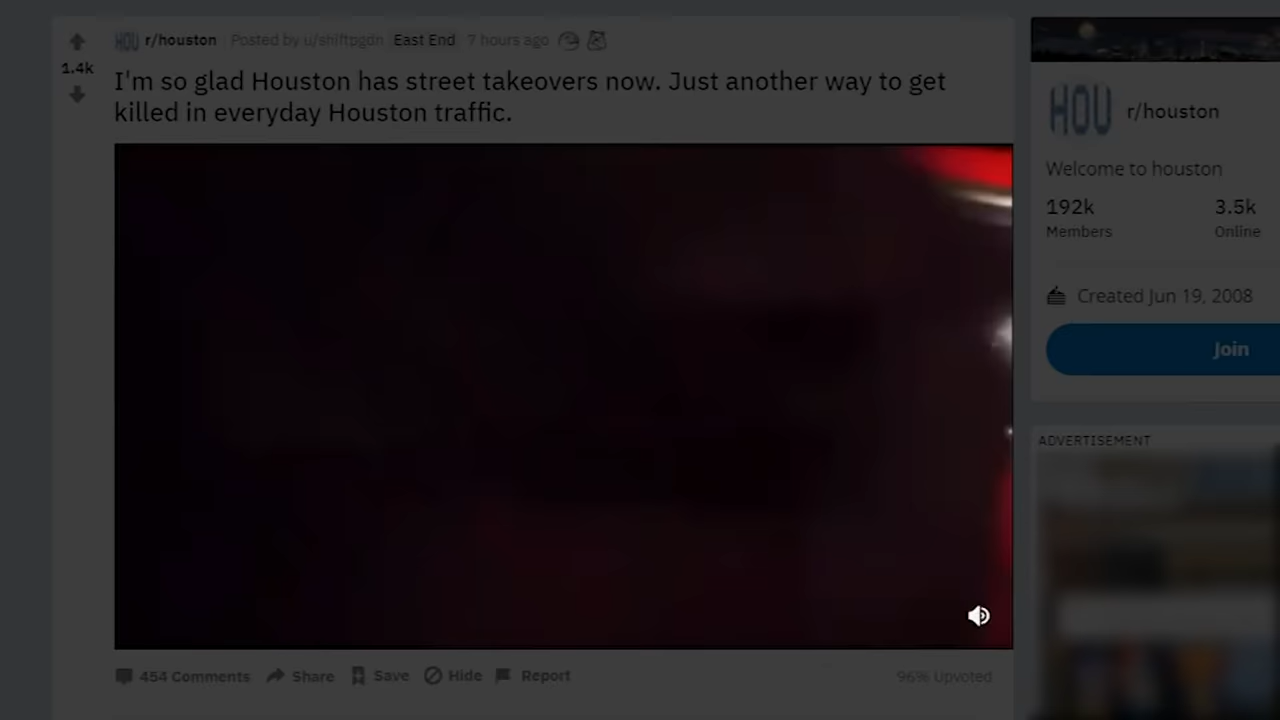 1.4k
r/houston Posted by u/shiftpgdn East End 7 hours ago
I'm so glad Houston has street takeovers now. Just another way to get
killed in everyday Houston traffic.
454 Comments Share Save Hide Report 96% Upvoted
HOU r/houston
Welcome to houston
192k 3.5k
Members Online
Created Jun 19, 2008
Join
ADVERTISEMENT